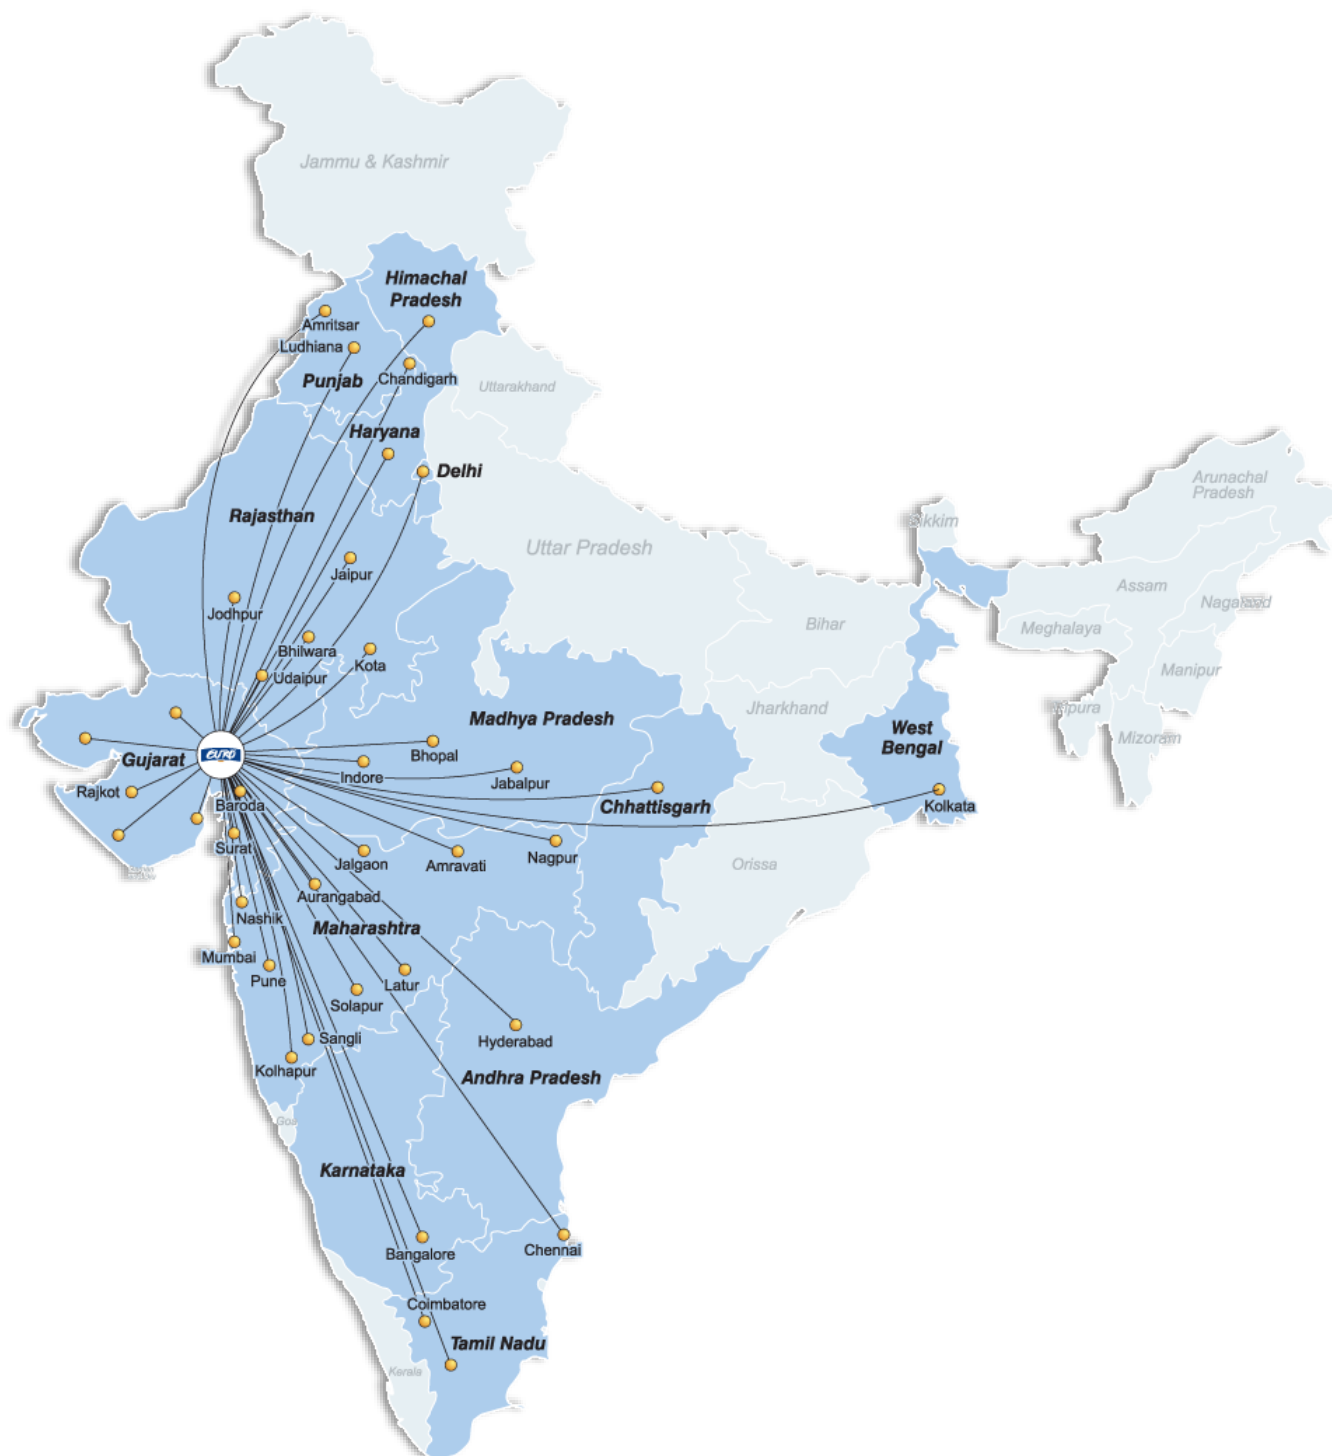 Jammu & Kashmir
Himachal
Pradesh
Amritsar
Ludhiana
Punjab
Chandigarh
Uttarakhand
Haryana
Delhi
Rajasthan
Arunachal
Pradesh
Sikkim
Uttar Pradesh
Jaipur
Assam
Jodhpur
Bihar
Meghalaya
Bhilwara
Kota
Udaipur
Manipur
Jharkhand
Madhya Pradesh
West
Bengal
Mizoram
Gujarat
EURO
Bhopal
Indore
Jabalpur
Rajkot
Baroda
Chhattisgarh
Kolkata
Surat
Jalgaon
Amravati
Nagpur
Orissa
Aurangabad
Nashik
Maharashtra
Mumbai
Pune
Latur
Solapur
Sangli
Hyderabad
Kolhapur
Andhra Pradesh
Goa
Karnataka
Bangalore
Chennai
Coimbatore
Tamil Nadu
Kerala